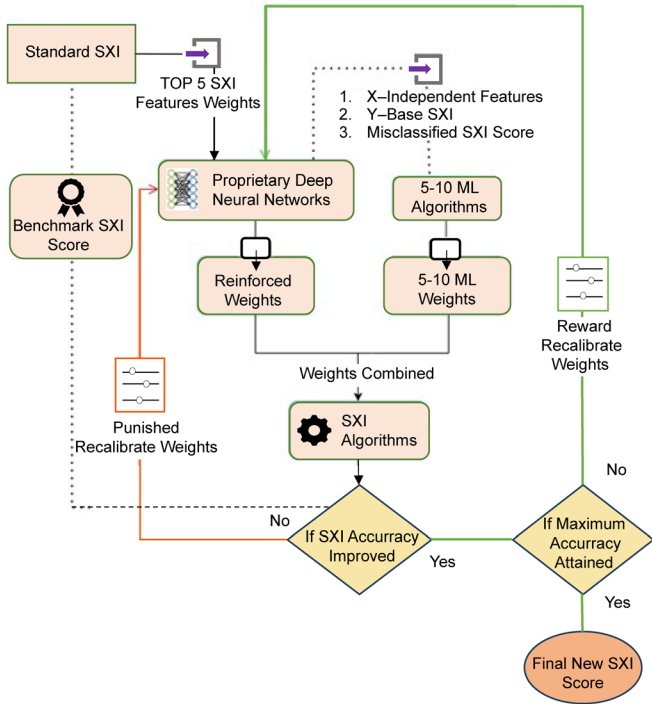 Standard SXI
TOP 5 SXI
Features Weights
1. X–Independent Features
2. Y–Base SXI
3. Misclassified SXI Score
Proprietary Deep
Neural Networks
5-10 ML
Algorithms
Benchmark SXI
Score
Reinforced
Weights
5-10 ML
Weights
Reward
Recalibrate
Weights
Weights Combined
Punished
Recalibrate Weights
SXI
Algorithms
No
If SXI Accurracy
Improved
Yes
No
If Maximum
Accurracy
Attained
Yes
Final New SXI
Score